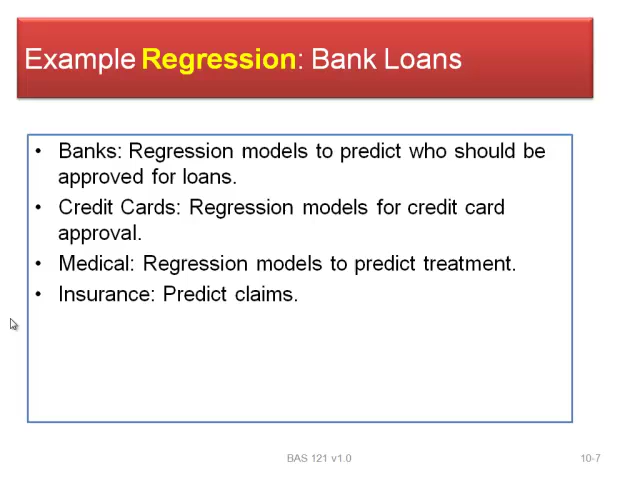 Example Regression: Bank Loans
• Banks: Regression models to predict who should be
approved for loans.
• Credit Cards: Regression models for credit card
approval.
• Medical: Regression models to predict treatment.
• Insurance: Predict claims.
BAS 121 v1.0
10-7